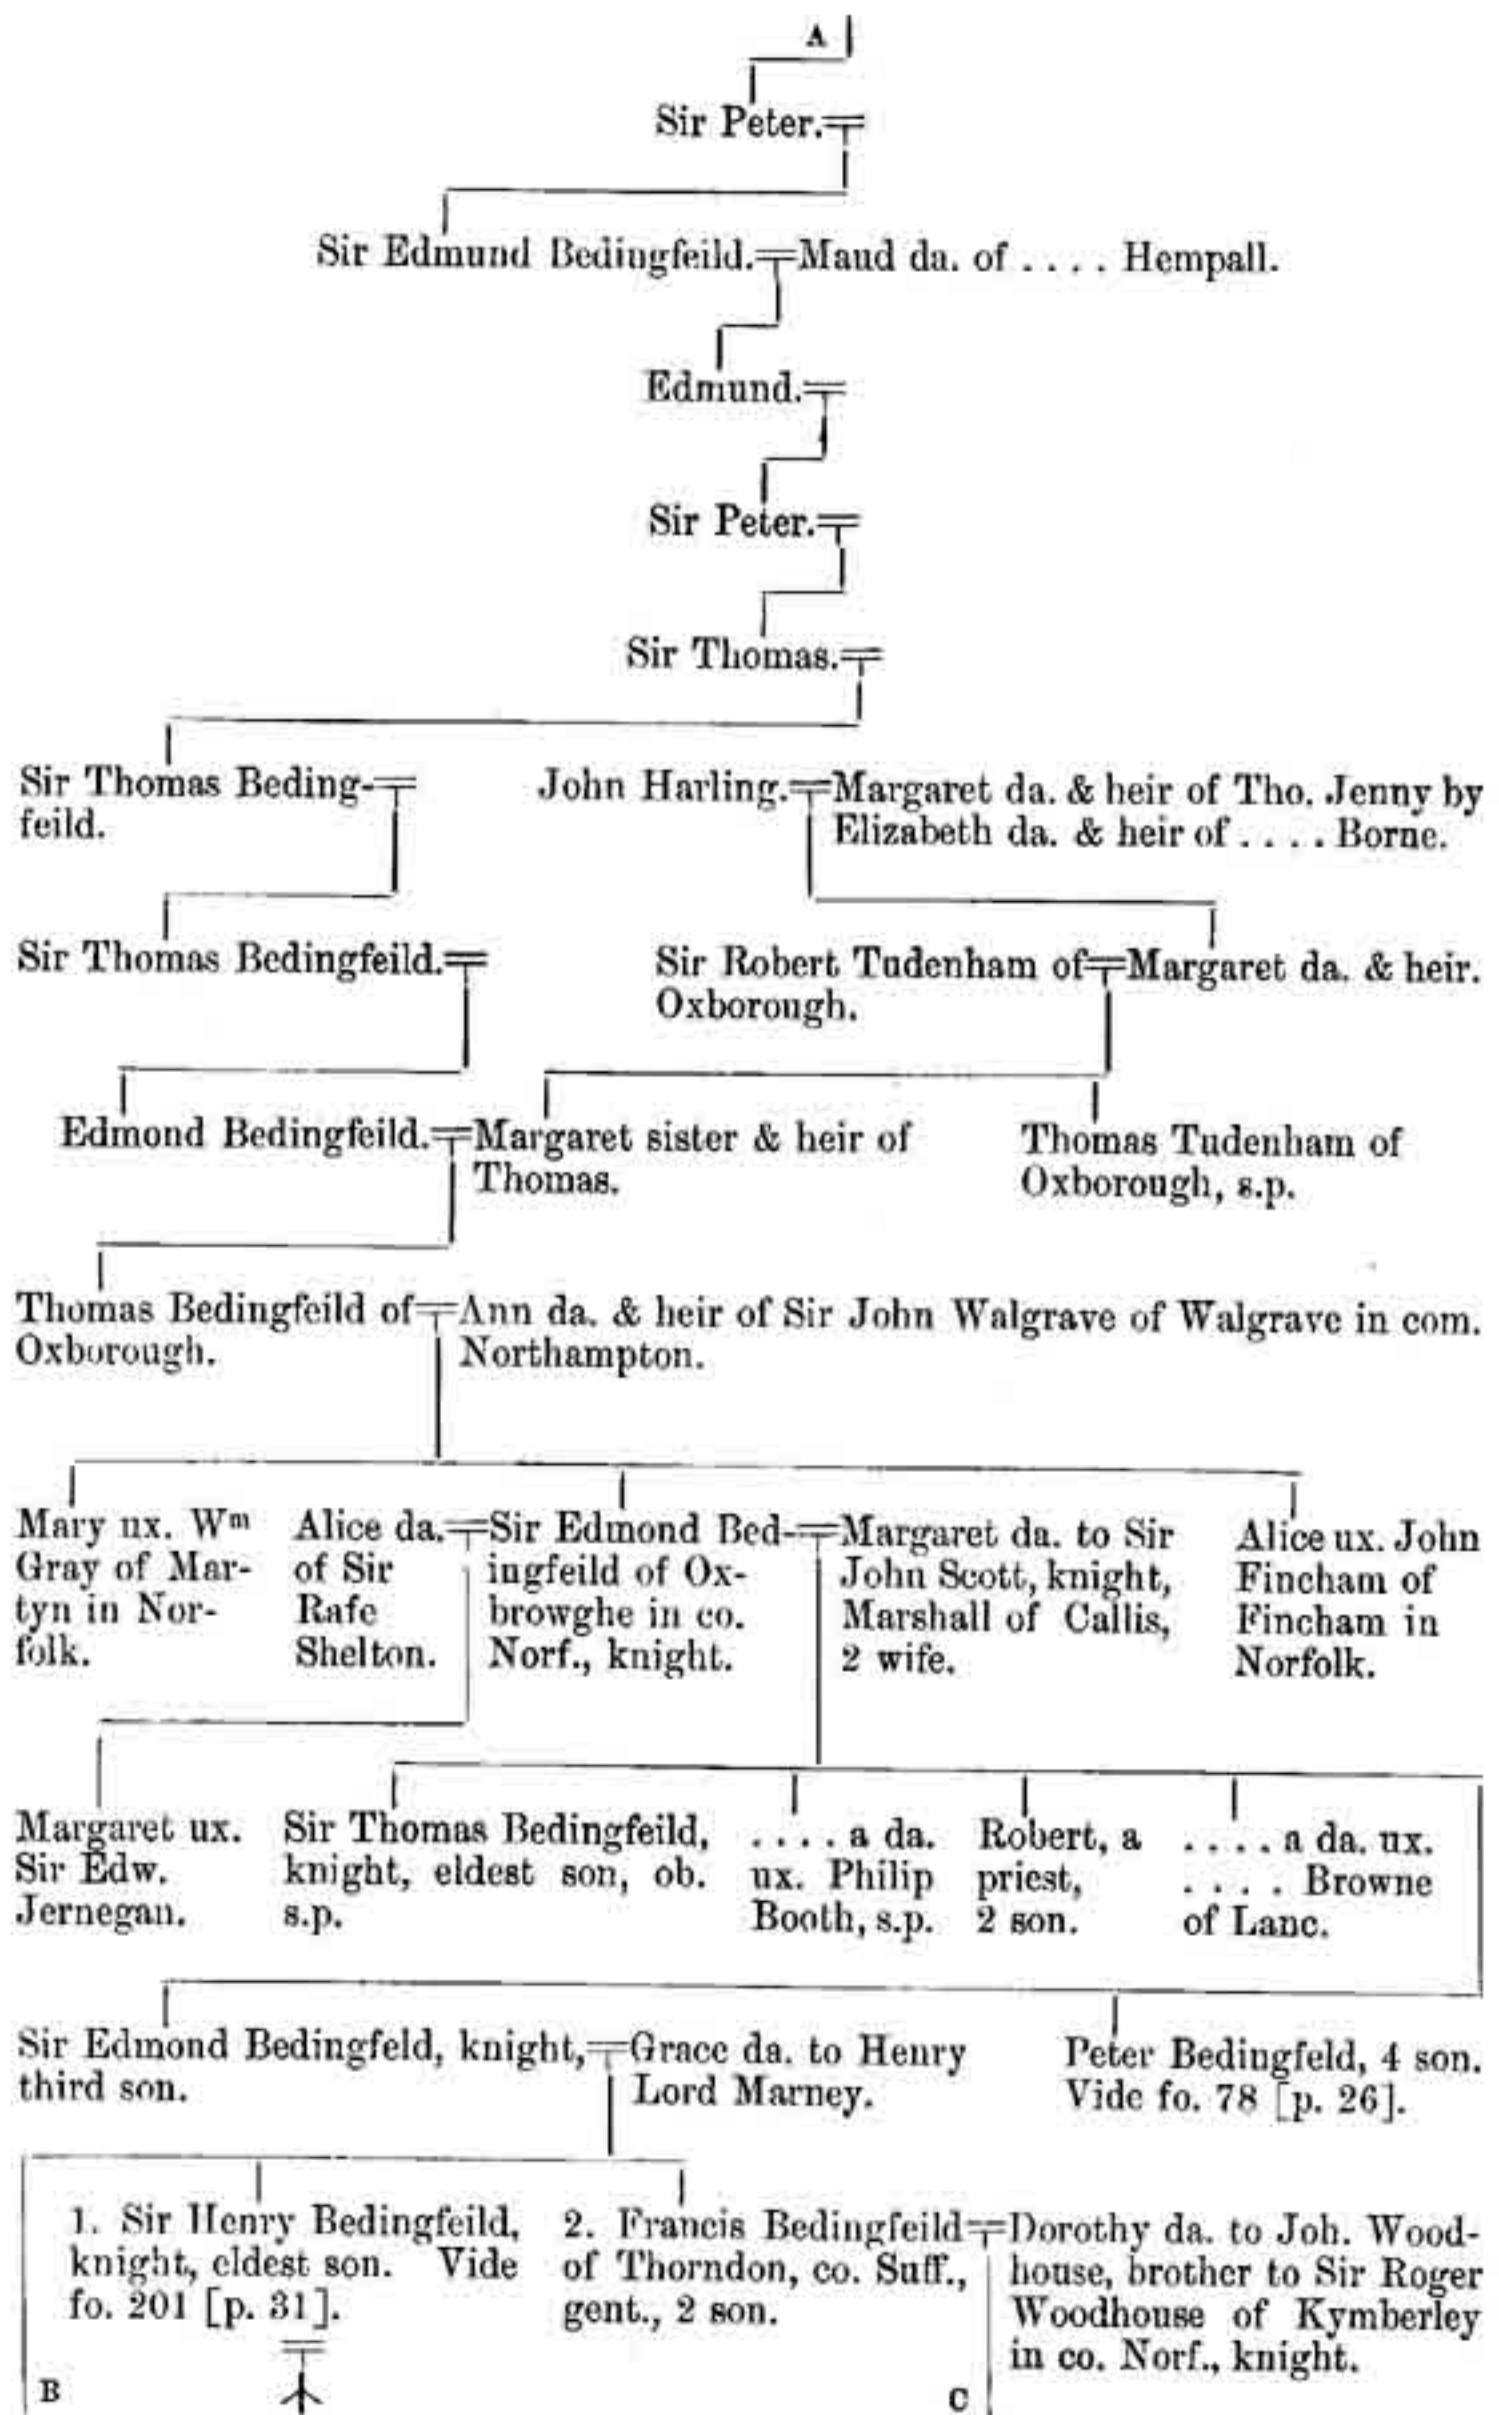 A
Sir Peter.
Sir Edmund Bedingfeild. Maud da. of . . . . Hempall.
Edmund.
Sir Peter.
Sir Thomas.
Sir Thomas Beding-
feild.
John Harling. Margaret da. & heir of Tho. Jenny by
Elizabeth da. & heir of . . . . Borne.
Sir Thomas Bedingfeild.
Sir Robert Tudenham of
Oxborough.
Margaret da. & heir.
Edmond Bedingfeild.
Margaret sister & heir of
Thomas.
Thomas Tudenham of
Oxborough, s.p.
Thomas Bedingfeild of
Oxborough.
Ann da. & heir of Sir John Walgrave of Walgrave in com.
Northampton.
Mary ux. Wm
Gray of Mar-
tyn in Nor-
folk.
Alice da.
of Sir
Rafe
Shelton.
Sir Edmond Bed-
ingfeild of Ox-
browghe in co.
Norf., knight.
Margaret da. to Sir
John Scott, knight,
Marshall of Callis,
2 wife.
Alice ux. John
Fincham of
Fincham in
Norfolk.
Margaret ux.
Sir Edw.
Jernegan.
Sir Thomas Bedingfeild,
knight, eldest son, ob.
s.p.
. . . . a da.
ux. Philip
Booth, s.p.
Robert, a
priest,
2 son.
. . . . a da. ux.
. . . . Browne
of Lanc.
Sir Edmond Bedingfeld, knight,
third son.
Grace da. to Henry
Lord Marney.
Peter Bedingfeld, 4 son.
Vide fo. 78 [p. 26].
1. Sir Henry Bedingfeild,
knight, eldest son. Vide
fo. 201 [p. 31].
2. Francis Bedingfeild
of Thorndon, co. Suff.,
gent., 2 son.
Dorothy da. to Joh. Wood-
house, brother to Sir Roger
Woodhouse of Kymberley
in co. Norf., knight.
B
C